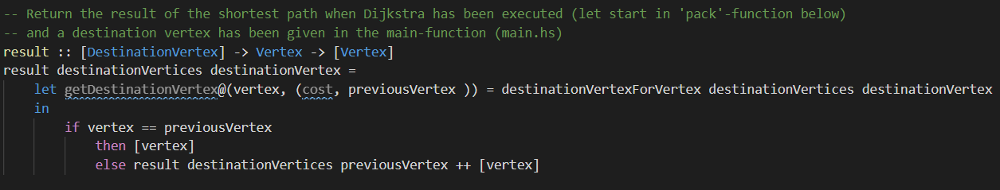 -- Return the result of the shortest path when Dijkstra has been executed (let start in 'pack'-function below)
-- and a destination vertex has been given in the main-function (main.hs)
result :: [DestinationVertex] -> Vertex -> [Vertex]
result destinationVertices destinationVertex =
    let getDestinationVertex@(vertex, (cost, previousVertex )) = destinationVertexForVertex destinationVertices destinationVertex
    in
        if vertex == previousVertex
            then [vertex]
            else result destinationVertices previousVertex ++ [vertex]